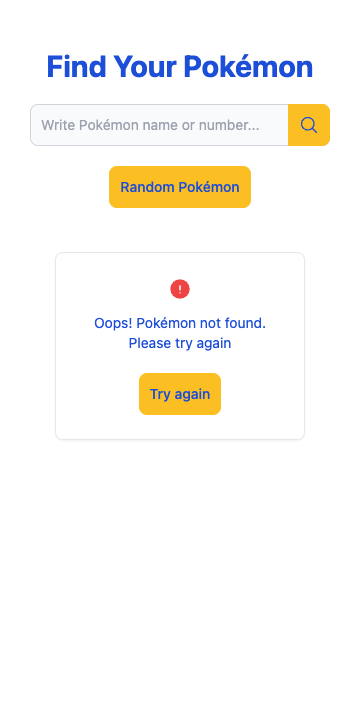 Find Your Pokémon
Write Pokémon name or number...
Random Pokémon
Oops! Pokémon not found.
Please try again
Try again